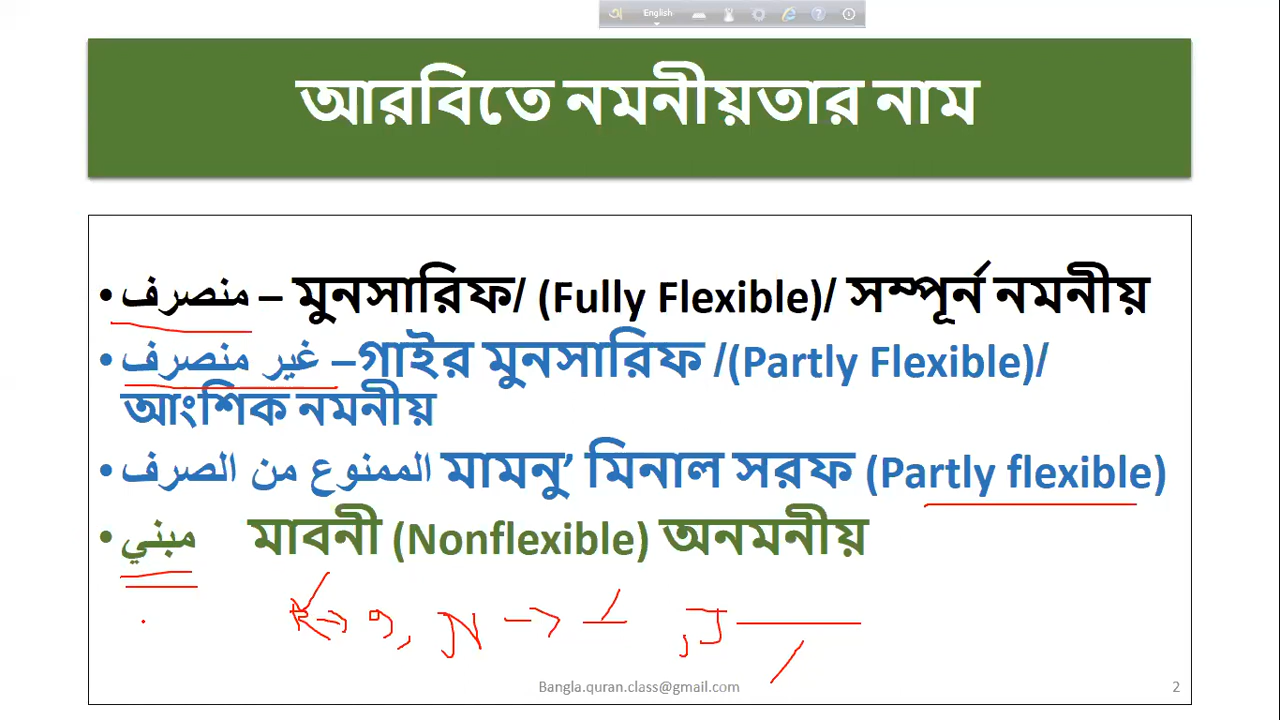 English
আরবিতে নমনীয়তার নাম
• منصرف – মুনসারিফ/ (Fully Flexible)/ সম্পূর্ন নমনীয়
• غير منصرف –গাইর মুনসারিফ /(Partly Flexible)/
আংশিক নমনীয়
• الممنوع من الصرف মামনু’ মিনাল সরফ (Partly flexible)
• مبني মাবনী (Nonflexible) অনমনীয়
Bangla.quran.class@gmail.com 2